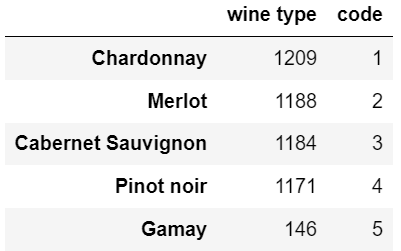 wine type code
Chardonnay 1209 1
Merlot 1188 2
Cabernet Sauvignon 1184 3
Pinot noir 1171 4
Gamay 146 5